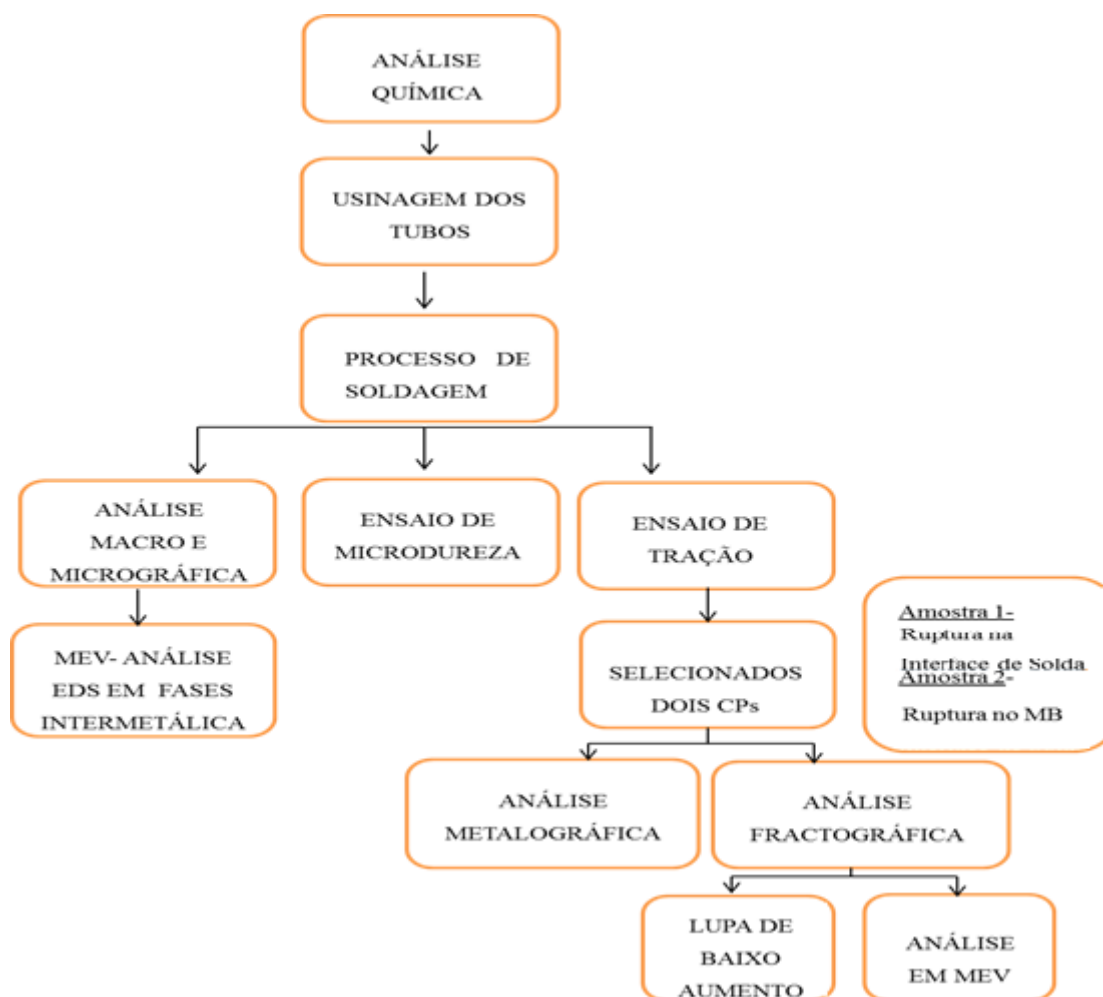 ANÁLISE
QUÍMICA
USINAGEM DOS
TUBOS
PROCESSO DE
SOLDAGEM
ANÁLISE
MACRO E
MICROGRÁFICA
ENSAIO DE
MICRODUREZA
ENSAIO DE
TRAÇÃO
MEV- ANÁLISE
EDS EM FASES
INTERMETÁLICA
SELECIONADOS
DOIS CPs
Amostra 1-
Ruptura na
Interface de Solda
Amostra 2-
Ruptura no MB
ANÁLISE
METALOGRÁFICA
ANÁLISE
FRACTOGRÁFICA
LUPA DE
BAIXO
AUMENTO
ANÁLISE
EM MEV